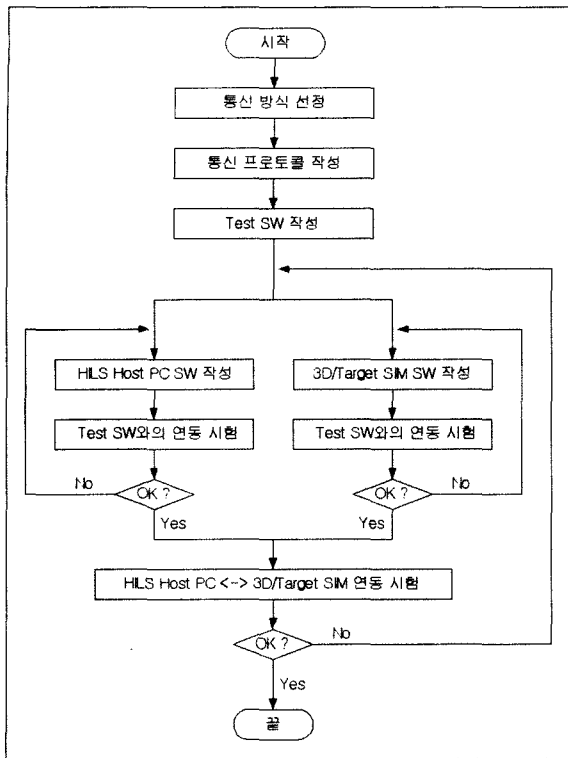 시작
통신 방식 선정
통신 프로토콜 작성
Test SW 작성
HILS Host PC SW 작성
3D/Target SIM SW 작성
Test SW와의 연동 시험
Test SW와의 연동 시험
No
OK ?
OK ?
No
Yes
Yes
HILS Host PC <--> 3D/Target SIM 연동 시험
OK ?
No
Yes
끝